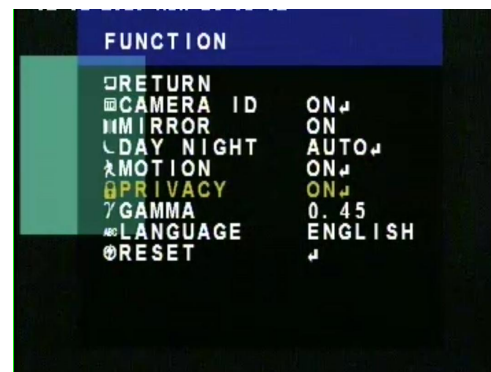 FUNCTION
RETURN
CAMERA ID ON↲
MIRROR ON
DAY NIGHT AUTO↲
MOTION ON↲
PRIVACY ON↲
γ GAMMA 0.45
ABC LANGUAGE ENGLISH
RESET ↲